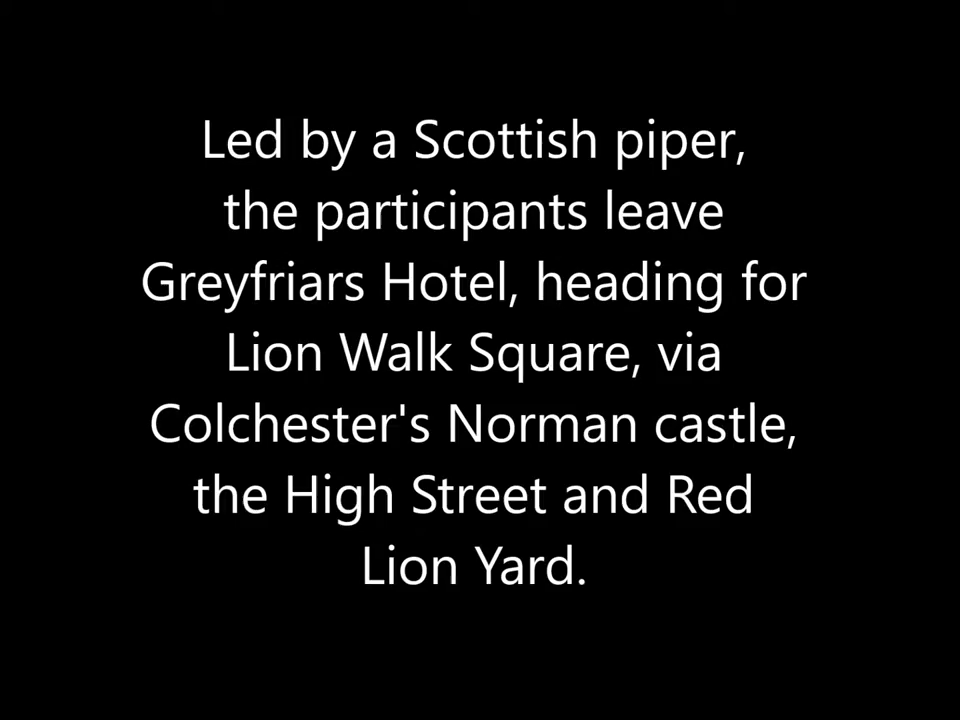 Led by a Scottish piper,
the participants leave
Greyfriars Hotel, heading for
Lion Walk Square, via
Colchester's Norman castle,
the High Street and Red
Lion Yard.